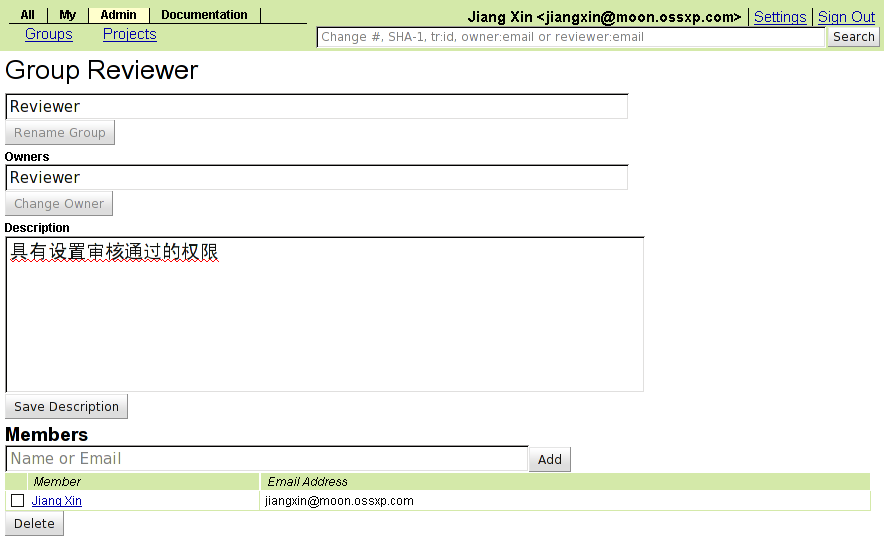 All My Admin Documentation Jiang Xin <jiangxin@moon.ossxp.com> Settings Sign Out
Groups Projects Change #, SHA-1, tr:id, owner:email or reviewer:email Search
Group Reviewer
Reviewer
Rename Group
Owners
Reviewer
Change Owner
Description
具有设置审核通过的权限
Save Description
Members
Name or Email Add
Member Email Address
Jiang Xin jiangxin@moon.ossxp.com
Delete